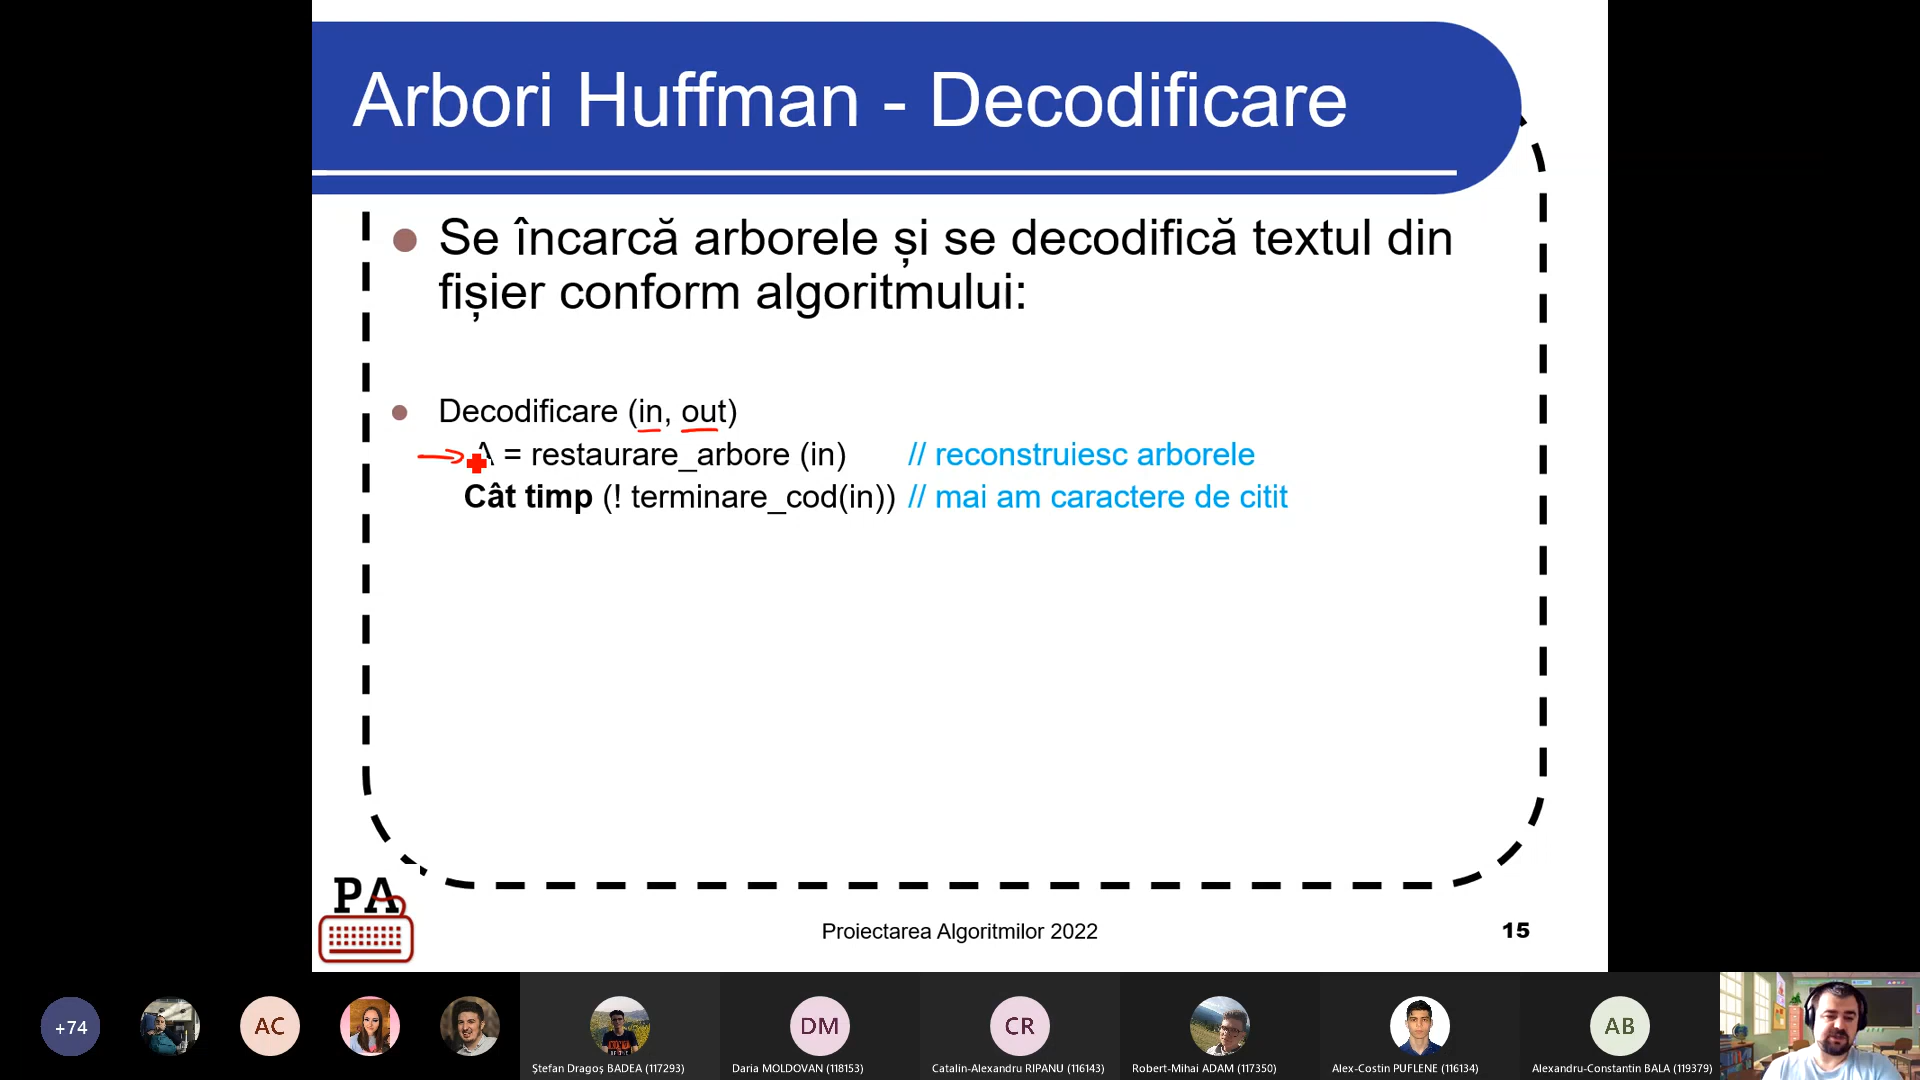 Arbori Huffman - Decodificare
Se încarcă arborele și se decodifică textul din
fișier conform algoritmului:
Decodificare (in, out)
A = restaurare_arbore (in) // reconstruiesc arborele
Cât timp (! terminare_cod(in)) // mai am caractere de citit
PA
Proiectarea Algoritmilor 2022
15
+74
AC
DM
CR
AB
Ștefan Dragoș BADEA (117293)
Daria MOLDOVAN (118153)
Catalin-Alexandru RIPANU (116143)
Robert-Mihai ADAM (117350)
Alex-Costin PUFLENE (116134)
Alexandru-Constantin BALA (119379)